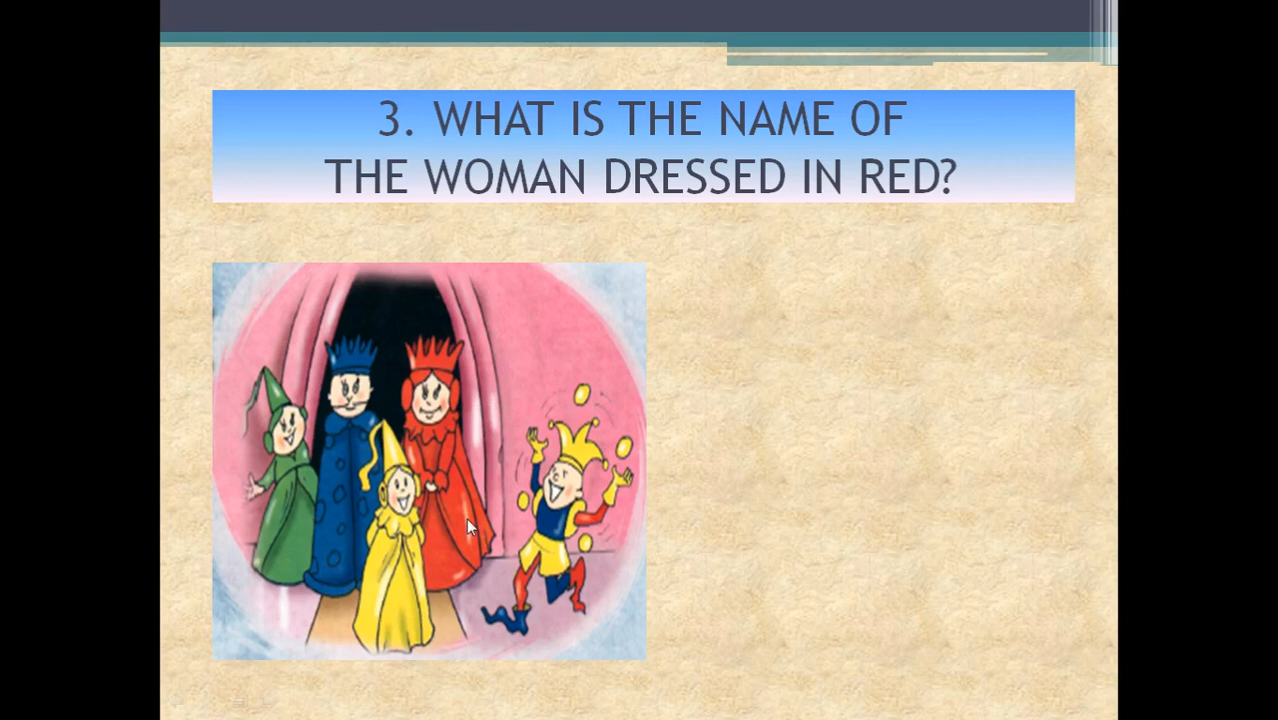 3. WHAT IS THE NAME OF
THE WOMAN DRESSED IN RED?